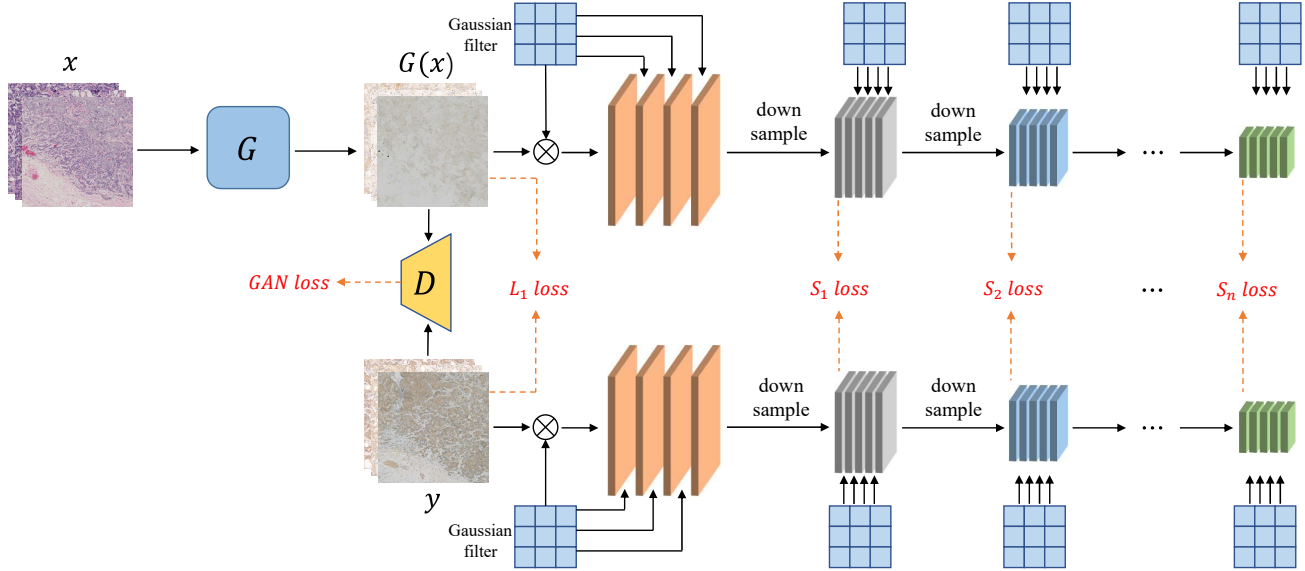 Gaussian
filter
x
G(x)
G
down
sample
down
sample
...
GAN loss
D
L₁ loss
S₁ loss
S₂ loss
...
Sₙ loss
down
sample
down
sample
...
y
Gaussian
filter